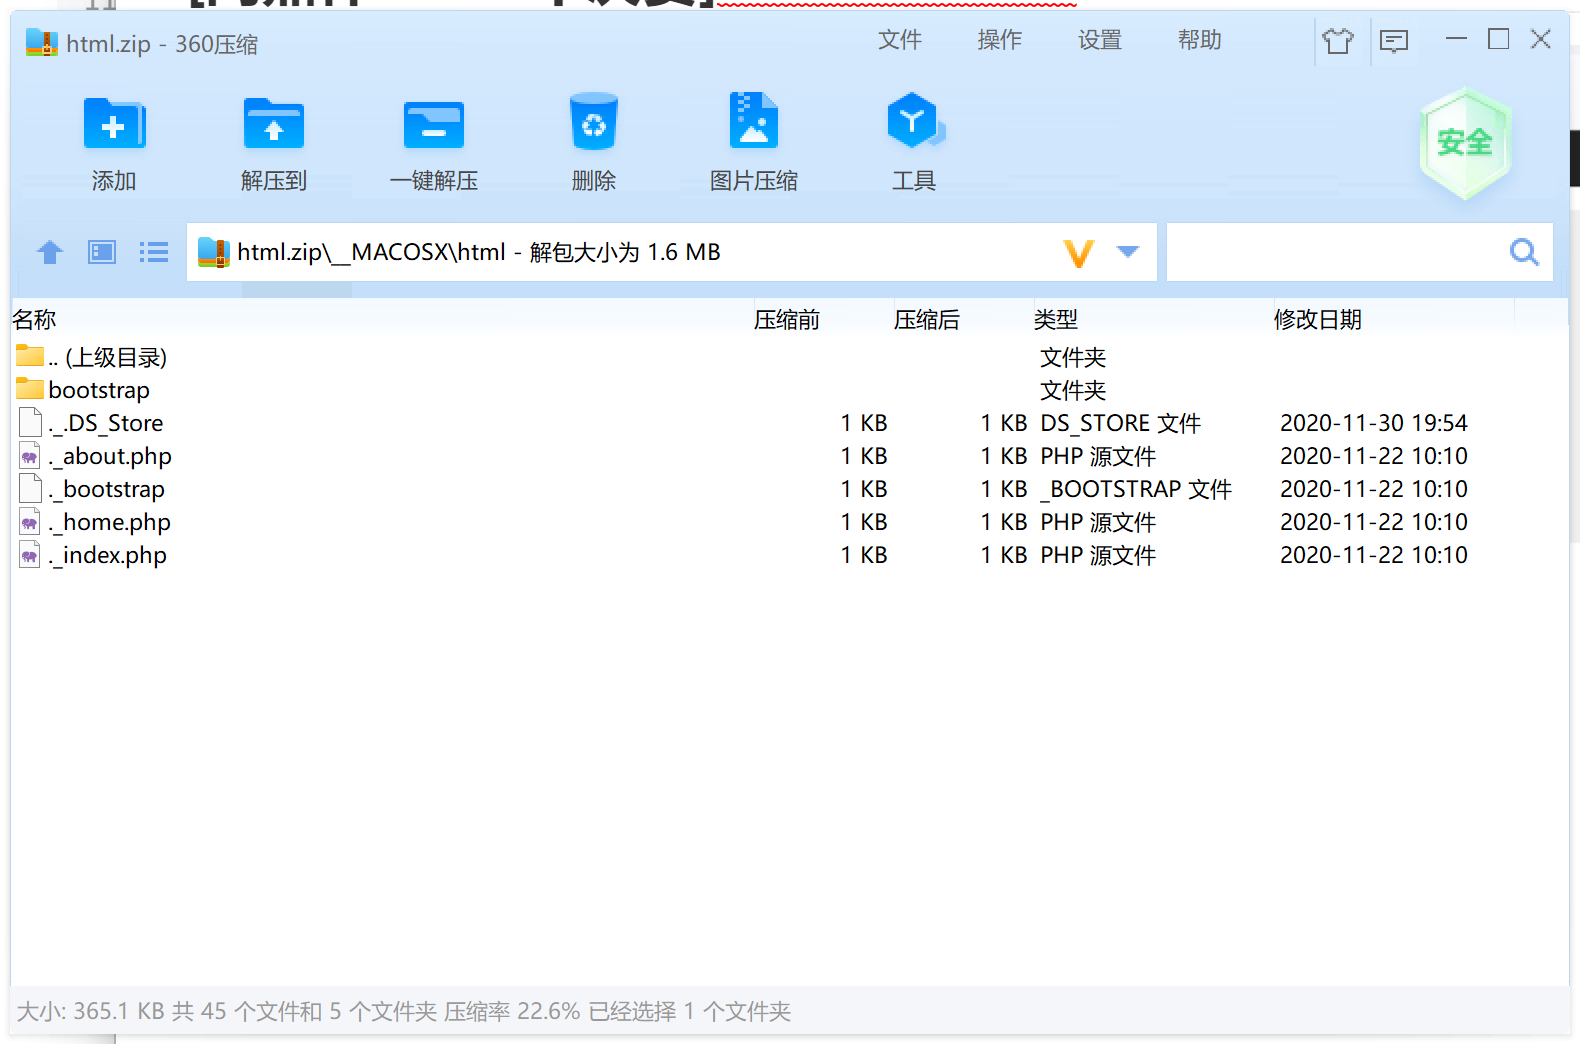 html.zip - 360压缩
文件 操作 设置 帮助
添加 解压到 一键解压 删除 图片压缩 工具
安全
html.zip\__MACOSX\html - 解包大小为 1.6 MB
名称 压缩前 压缩后 类型 修改日期
.. (上级目录) 文件夹
bootstrap 文件夹
._.DS_Store 1 KB 1 KB DS_STORE 文件 2020-11-30 19:54
._about.php 1 KB 1 KB PHP 源文件 2020-11-22 10:10
._bootstrap 1 KB 1 KB _BOOTSTRAP 文件 2020-11-22 10:10
._home.php 1 KB 1 KB PHP 源文件 2020-11-22 10:10
._index.php 1 KB 1 KB PHP 源文件 2020-11-22 10:10
大小: 365.1 KB 共 45 个文件和 5 个文件夹 压缩率 22.6% 已经选择 1 个文件夹